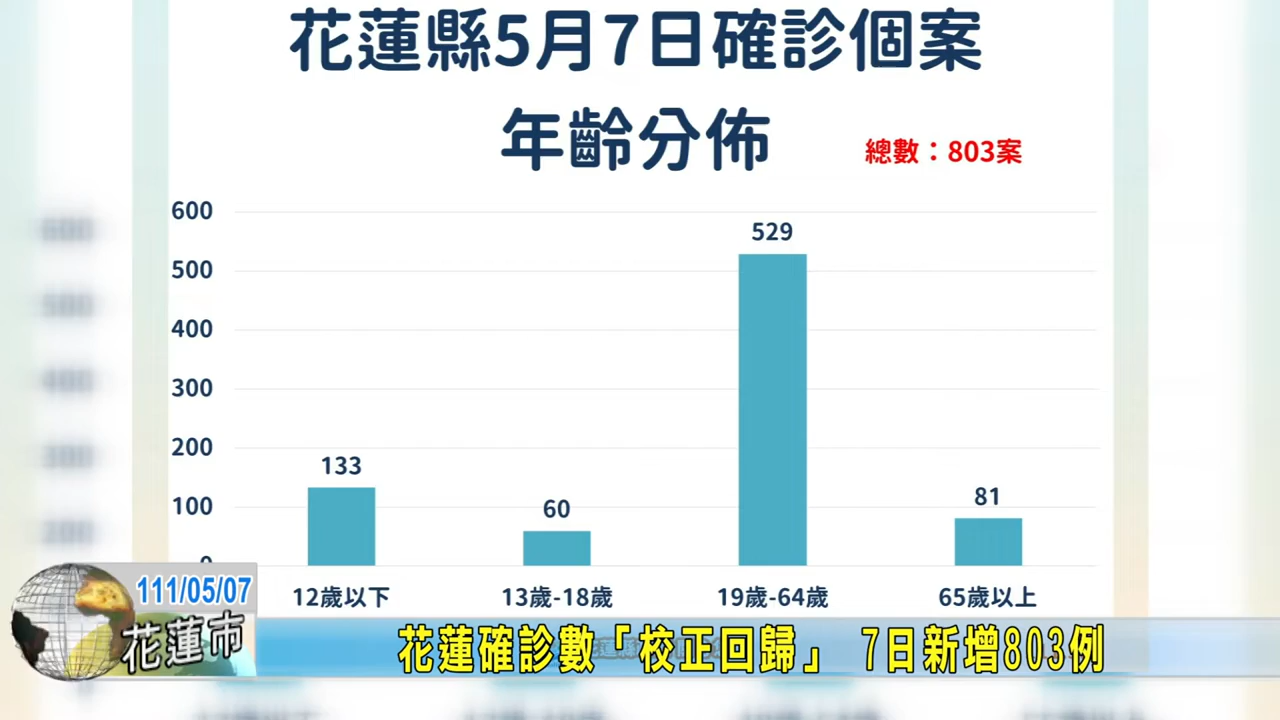 花蓮縣5月7日確診個案
年齡分佈
總數：803案
600
500
400
300
200
100
0
529
133
60
81
12歲以下
13歲-18歲
19歲-64歲
65歲以上
111/05/07
花蓮市
花蓮確診數「校正回歸」 7日新增803例